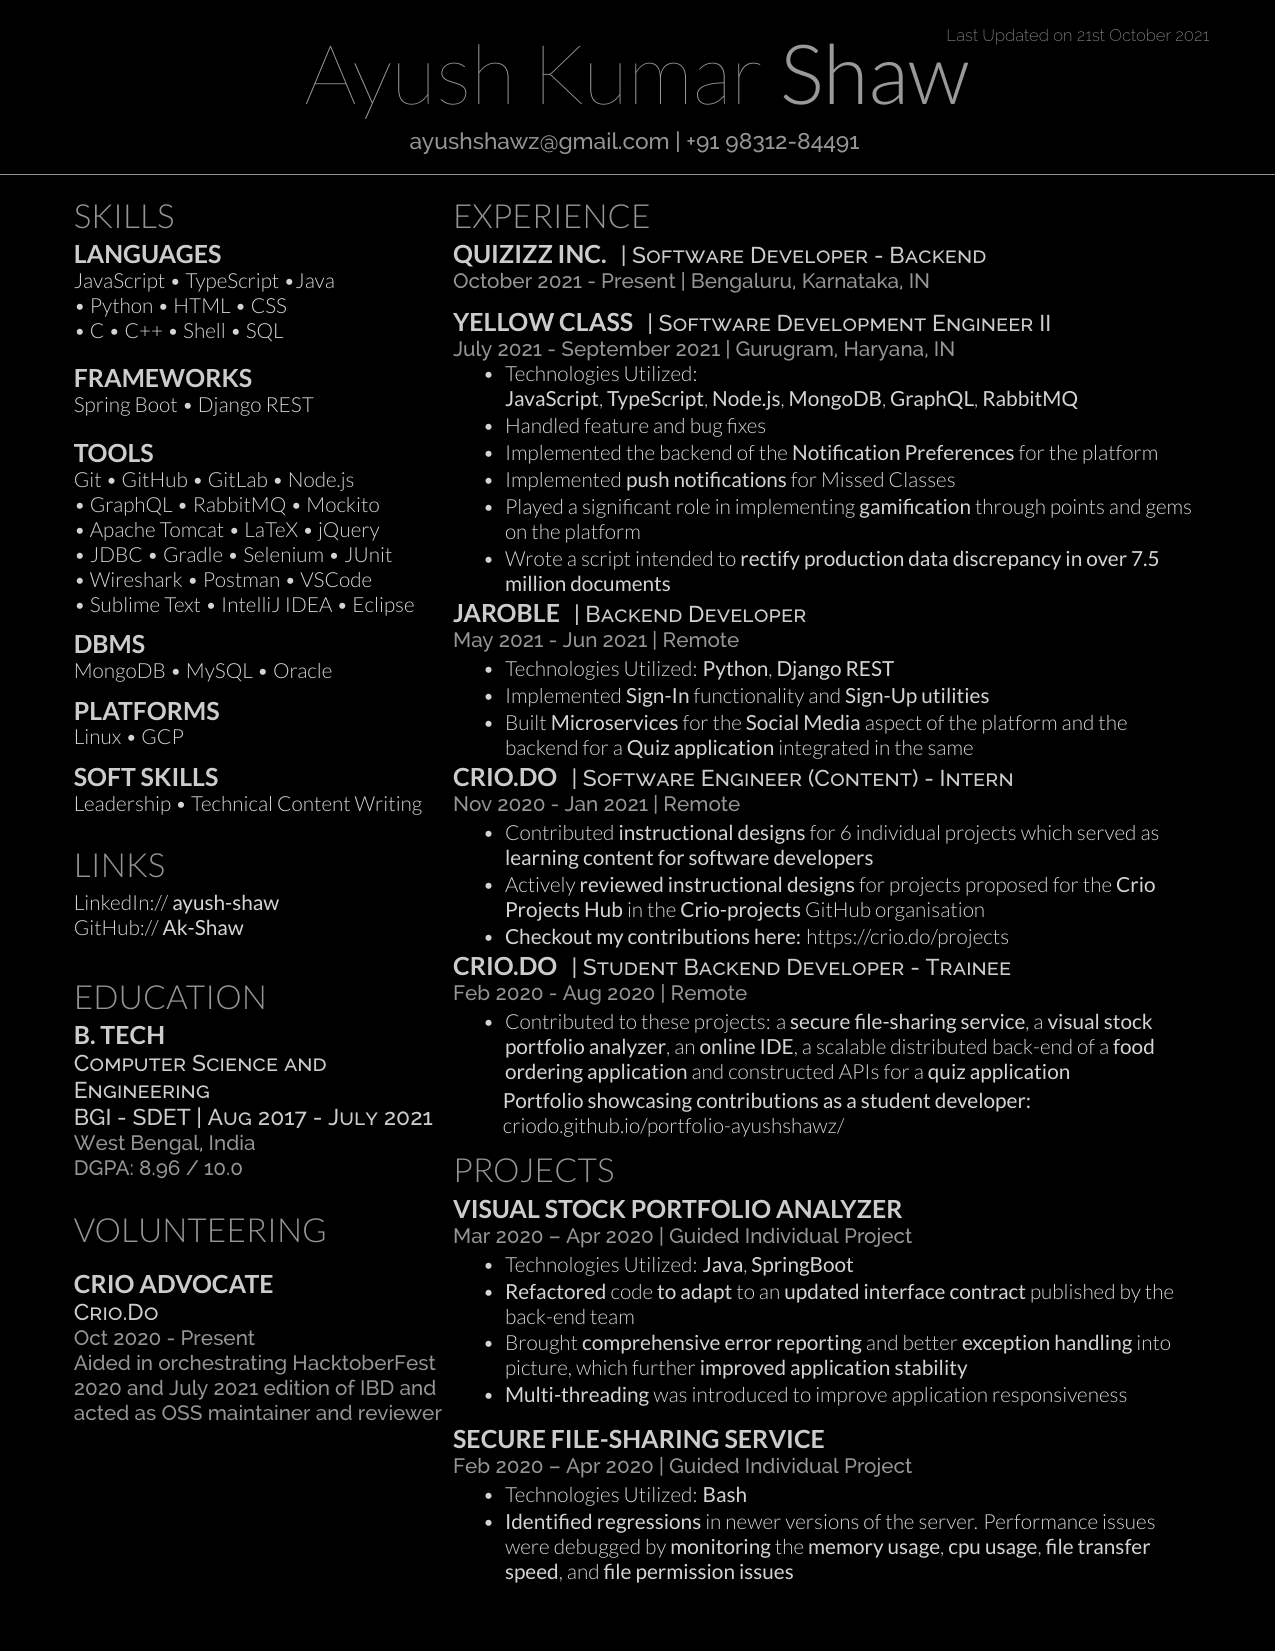 Last Updated on 21st October 2021
Ayush Kumar Shaw
ayushshawz@gmail.com | +91 98312-84491
SKILLS
LANGUAGES
JavaScript • TypeScript •Java
• Python • HTML • CSS
• C • C++ • Shell • SQL
FRAMEWORKS
Spring Boot • Django REST
TOOLS
Git • GitHub • GitLab • Node.js
• GraphQL • RabbitMQ • Mockito
• Apache Tomcat • LaTeX • jQuery
• JDBC • Gradle • Selenium • JUnit
• Wireshark • Postman • VSCode
• Sublime Text • IntelliJ IDEA • Eclipse
DBMS
MongoDB • MySQL • Oracle
PLATFORMS
Linux • GCP
SOFT SKILLS
Leadership • Technical Content Writing
LINKS
LinkedIn:// ayush-shaw
GitHub:// Ak-Shaw
EDUCATION
B. TECH
Computer Science and
Engineering
BGI - SDET | Aug 2017 - July 2021
West Bengal, India
DGPA: 8.96 / 10.0
VOLUNTEERING
CRIO ADVOCATE
Crio.Do
Oct 2020 - Present
Aided in orchestrating HacktoberFest
2020 and July 2021 edition of IBD and
acted as OSS maintainer and reviewer
EXPERIENCE
QUIZIZZ INC. | Software Developer - Backend
October 2021 - Present | Bengaluru, Karnataka, IN
YELLOW CLASS | Software Development Engineer II
July 2021 - September 2021 | Gurugram, Haryana, IN
• Technologies Utilized:
JavaScript, TypeScript, Node.js, MongoDB, GraphQL, RabbitMQ
• Handled feature and bug fixes
• Implemented the backend of the Notification Preferences for the platform
• Implemented push notifications for Missed Classes
• Played a significant role in implementing gamification through points and gems
on the platform
• Wrote a script intended to rectify production data discrepancy in over 7.5
million documents
JAROBLE | Backend Developer
May 2021 - Jun 2021 | Remote
• Technologies Utilized: Python, Django REST
• Implemented Sign-In functionality and Sign-Up utilities
• Built Microservices for the Social Media aspect of the platform and the
backend for a Quiz application integrated in the same
CRIO.DO | Software Engineer (Content) - Intern
Nov 2020 - Jan 2021 | Remote
• Contributed instructional designs for 6 individual projects which served as
learning content for software developers
• Actively reviewed instructional designs for projects proposed for the Crio
Projects Hub in the Crio-projects GitHub organisation
• Checkout my contributions here: https://crio.do/projects
CRIO.DO | Student Backend Developer - Trainee
Feb 2020 - Aug 2020 | Remote
• Contributed to these projects: a secure file-sharing service, a visual stock
portfolio analyzer, an online IDE, a scalable distributed back-end of a food
ordering application and constructed APIs for a quiz application
Portfolio showcasing contributions as a student developer:
criodo.github.io/portfolio-ayushshawz/
PROJECTS
VISUAL STOCK PORTFOLIO ANALYZER
Mar 2020 – Apr 2020 | Guided Individual Project
• Technologies Utilized: Java, SpringBoot
• Refactored code to adapt to an updated interface contract published by the
back-end team
• Brought comprehensive error reporting and better exception handling into
picture, which further improved application stability
• Multi-threading was introduced to improve application responsiveness
SECURE FILE-SHARING SERVICE
Feb 2020 – Apr 2020 | Guided Individual Project
• Technologies Utilized: Bash
• Identified regressions in newer versions of the server. Performance issues
were debugged by monitoring the memory usage, cpu usage, file transfer
speed, and file permission issues